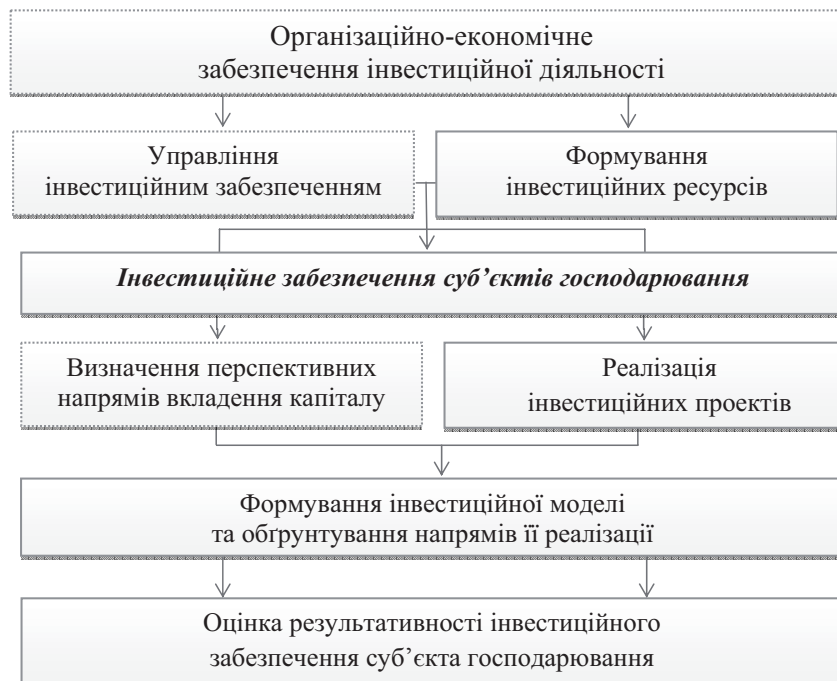 Організаційно-економічне
забезпечення інвестиційної діяльності
Управління
інвестиційним забезпеченням
Формування
інвестиційних ресурсів
Інвестиційне забезпечення суб’єктів господарювання
Визначення перспективних
напрямів вкладення капіталу
Реалізація
інвестиційних проектів
Формування інвестиційної моделі
та обґрунтування напрямів її реалізації
Оцінка результативності інвестиційного
забезпечення суб’єкта господарювання